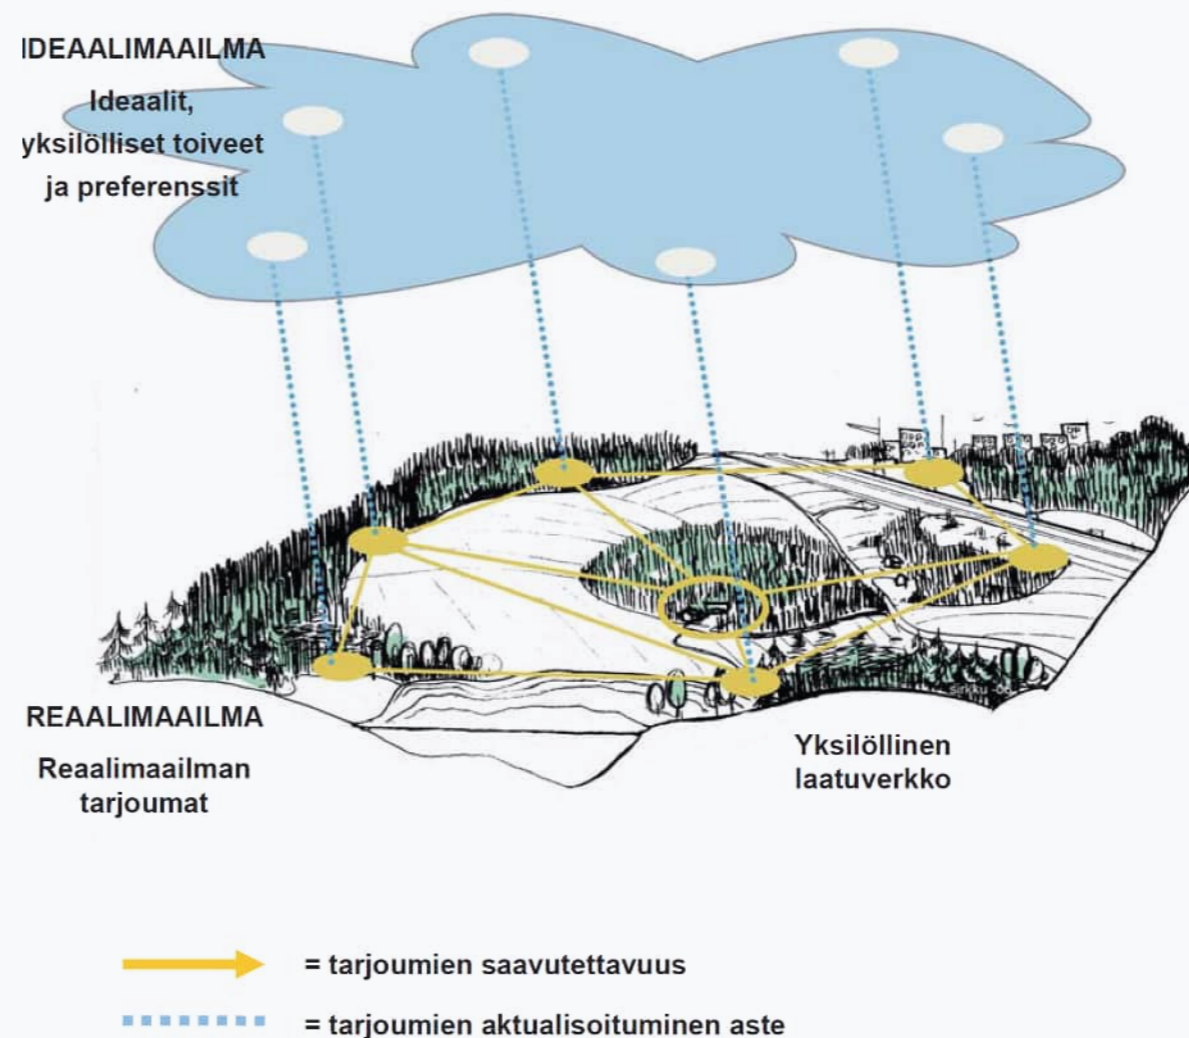 IDEAALIMAAILMA
Ideaalit,
yksilölliset toiveet
ja preferenssit
REAALIMAAILMA
Reaalimaailman
tarjoumat
Yksilöllinen
laatuverkko
= tarjoumien saavutettavuus
= tarjoumien aktualisoituminen aste